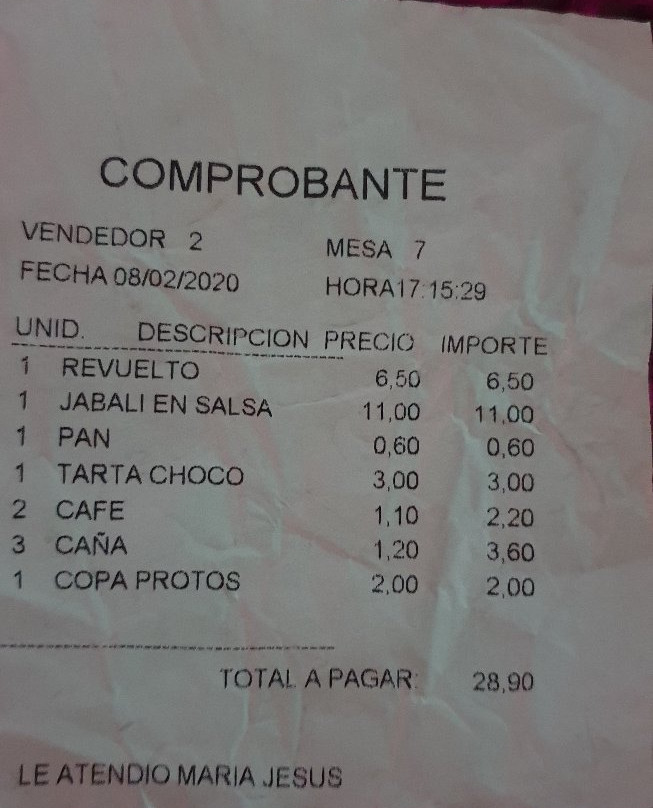 COMPROBANTE
VENDEDOR 2 MESA 7
FECHA 08/02/2020 HORA17:15:29
UNID. DESCRIPCION PRECIO IMPORTE
1 REVUELTO 6,50 6,50
1 JABALI EN SALSA 11,00 11,00
1 PAN 0,60 0,60
1 TARTA CHOCO 3,00 3,00
2 CAFE 1,10 2,20
3 CAÑA 1,20 3,60
1 COPA PROTOS 2,00 2,00
TOTAL A PAGAR: 28,90
LE ATENDIO MARIA JESUS